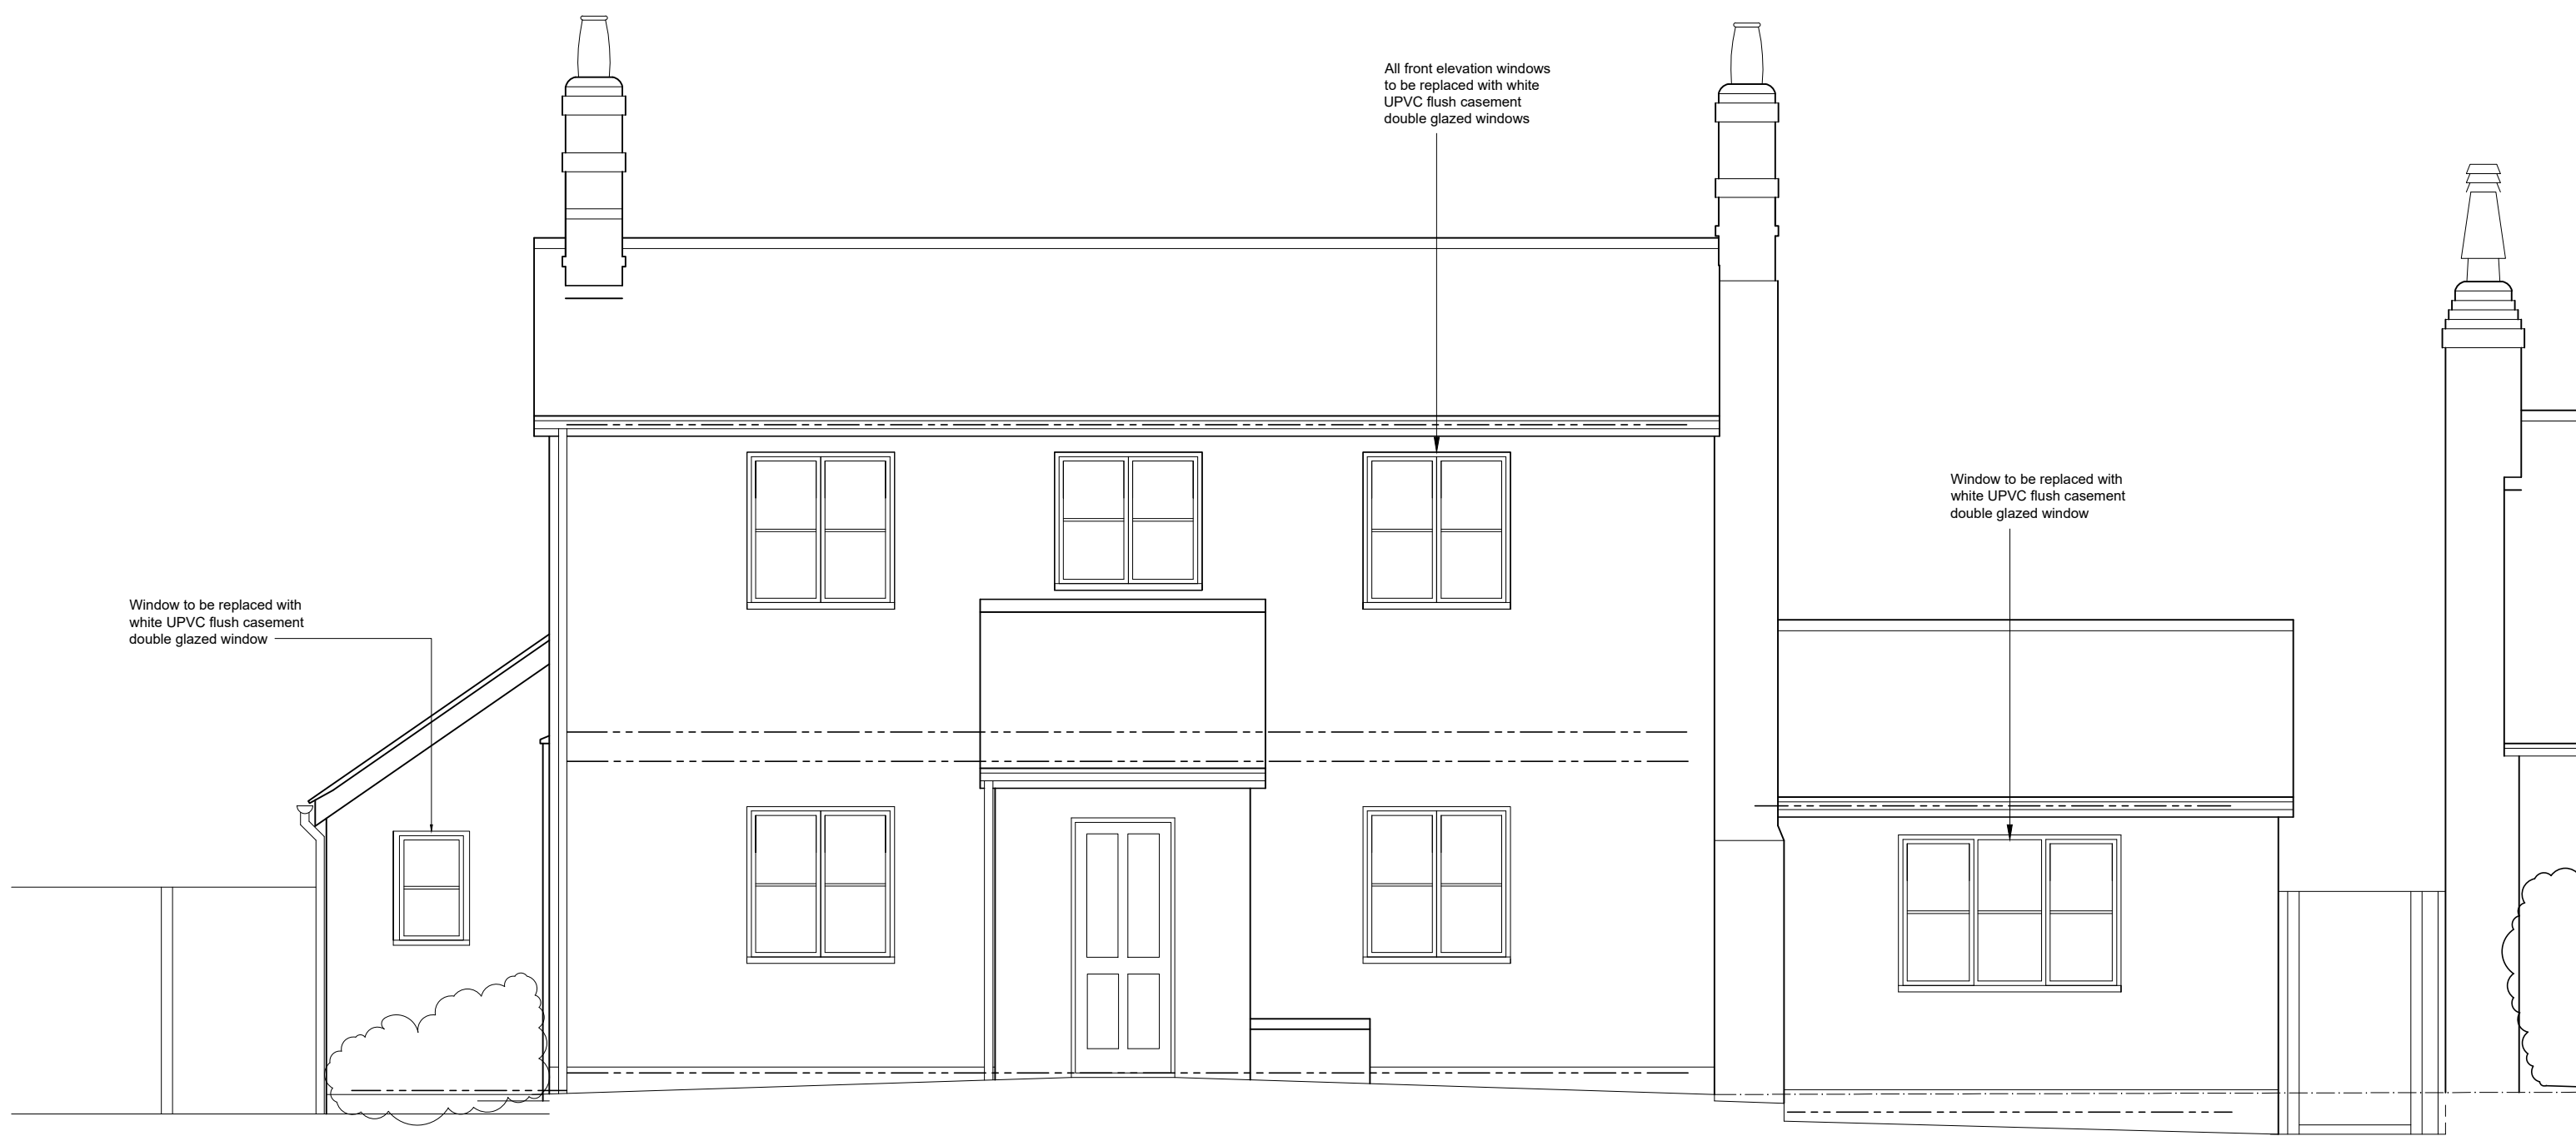 All front elevation windows
to be replaced with white
UPVC flush casement
double glazed windows
Window to be replaced with
white UPVC flush casement
double glazed window
Window to be replaced with
white UPVC flush casement
double glazed window